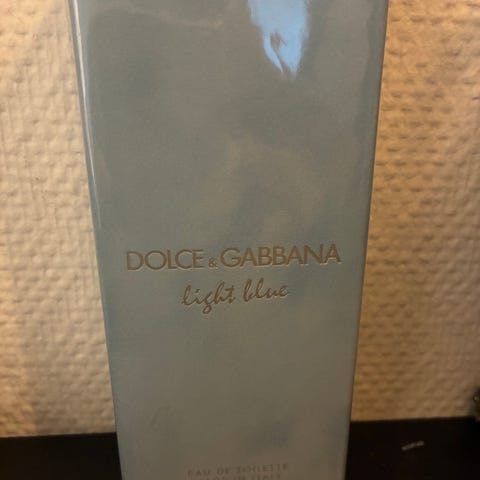 DOLCE & GABBANA
light blue
EAU DE TOILETTE